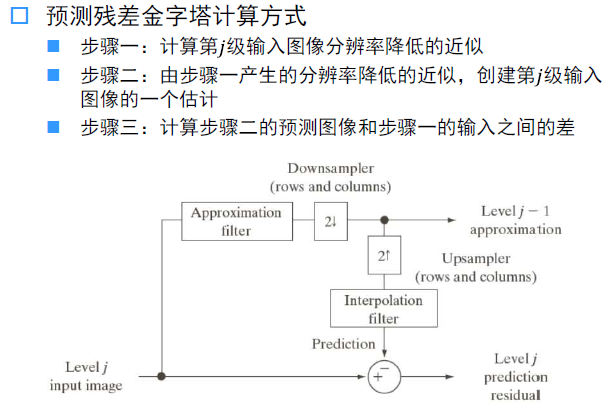 预测残差金字塔计算方式
步骤一：计算第j级输入图像分辨率降低的近似
步骤二：由步骤一产生的分辨率降低的近似，创建第j级输入
图像的一个估计
步骤三：计算步骤二的预测图像和步骤一的输入之间的差
Downsampler
(rows and columns)
Approximation
filter
2↓
Level j − 1
approximation
2↑
Upsampler
(rows and columns)
Interpolation
filter
Prediction
Level j
input image
+
−
Level j
prediction
residual